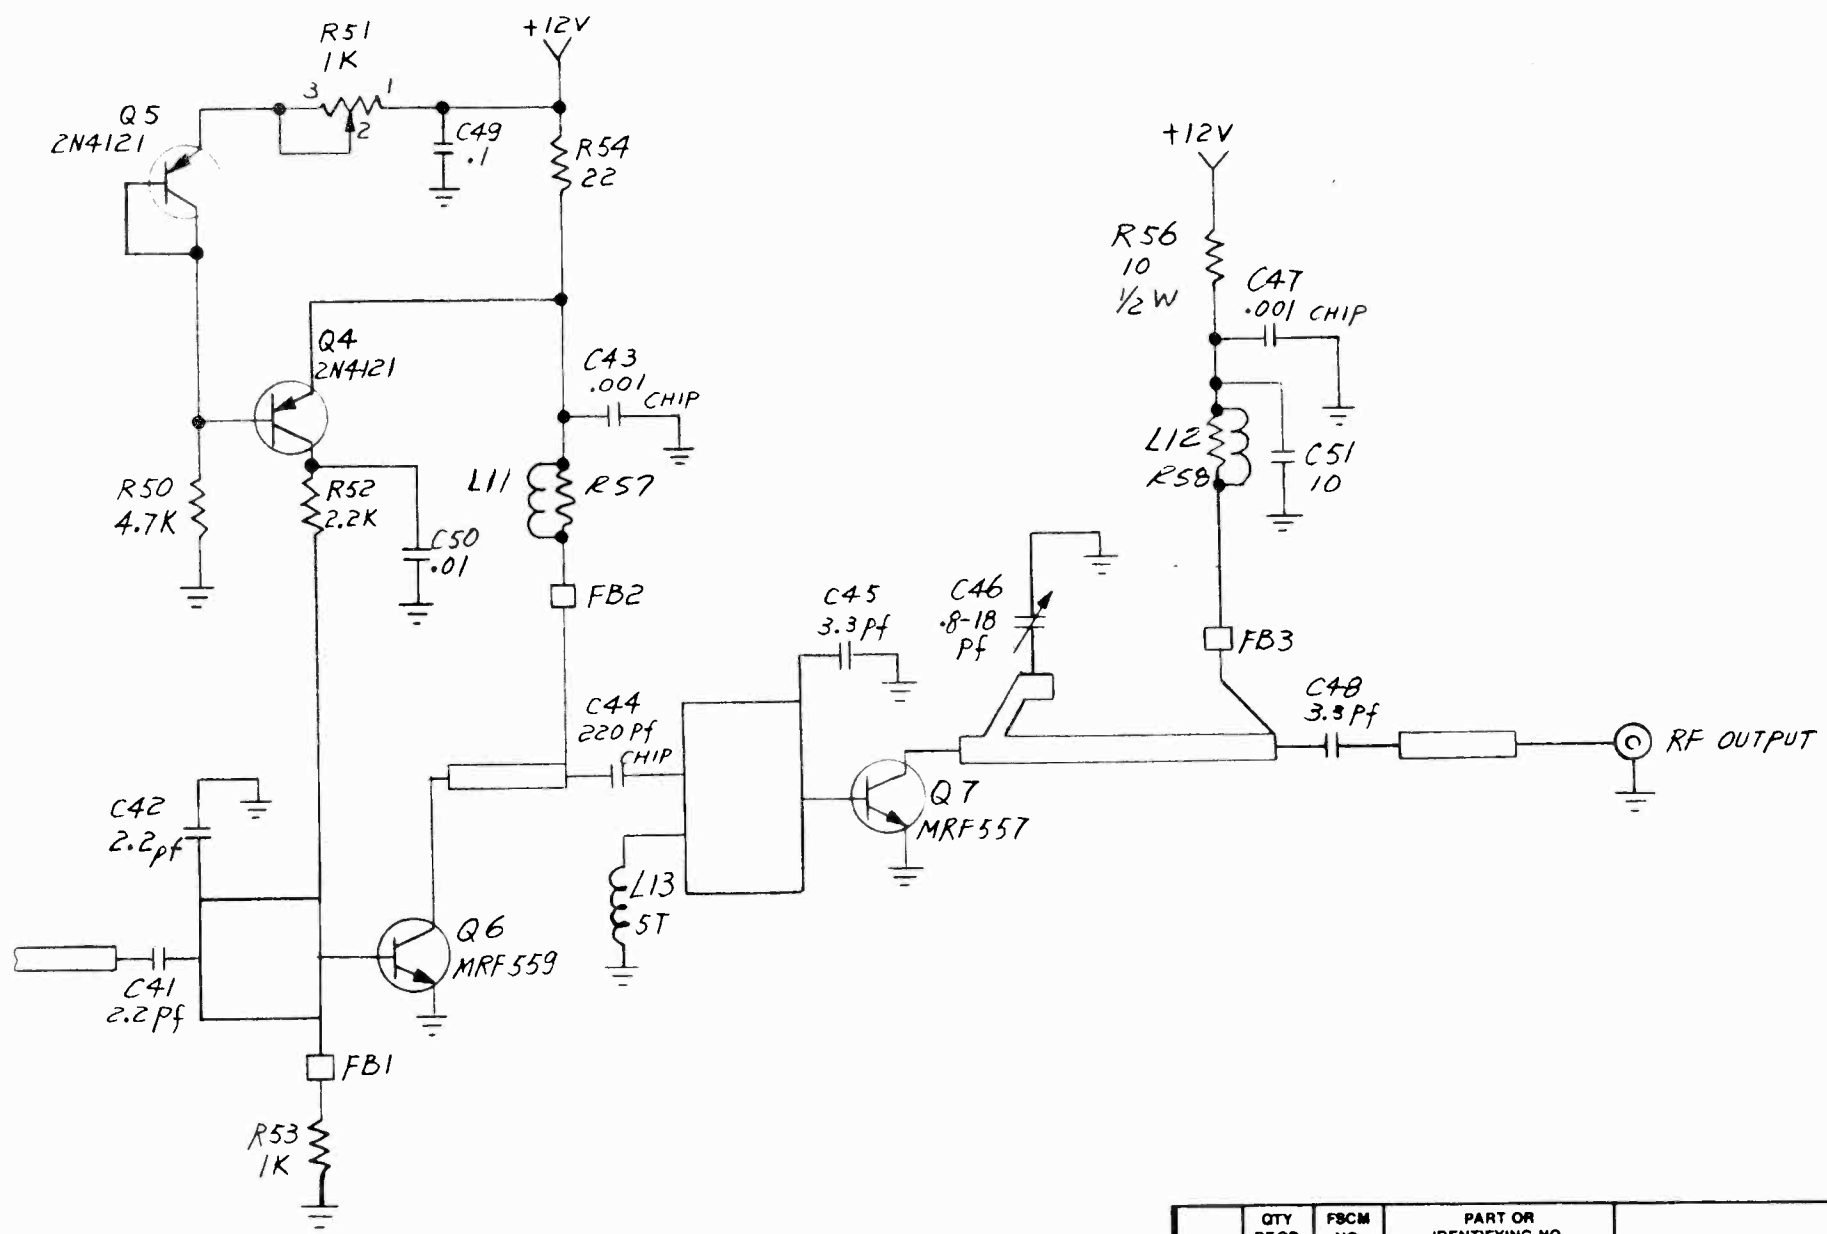 R51
1K
+12V
3
1
2
Q5
2N4121
C49
.1
R54
22
+12V
R56
10
1/2 W
C47
.001 CHIP
Q4
2N4121
C43
.001
CHIP
L12
R58
C51
10
L11
R57
R50
4.7K
R52
2.2K
C50
.01
FB2
C45
3.3 Pf
C46
.8-18
Pf
FB3
C44
220 Pf
CHIP
C48
3.3 Pf
RF OUTPUT
C42
2.2 pf
Q7
MRF557
L13
5T
Q6
MRF559
C41
2.2 Pf
FB1
R53
1K
QTY
FSCM
PART OR